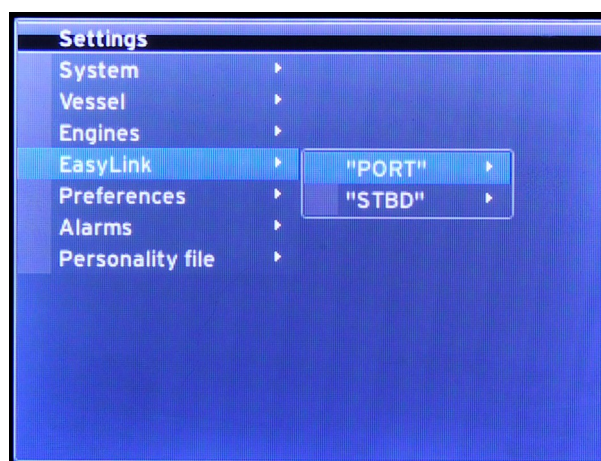 Settings
System
Vessel
Engines
EasyLink
"PORT"
"STBD"
Preferences
Alarms
Personality file